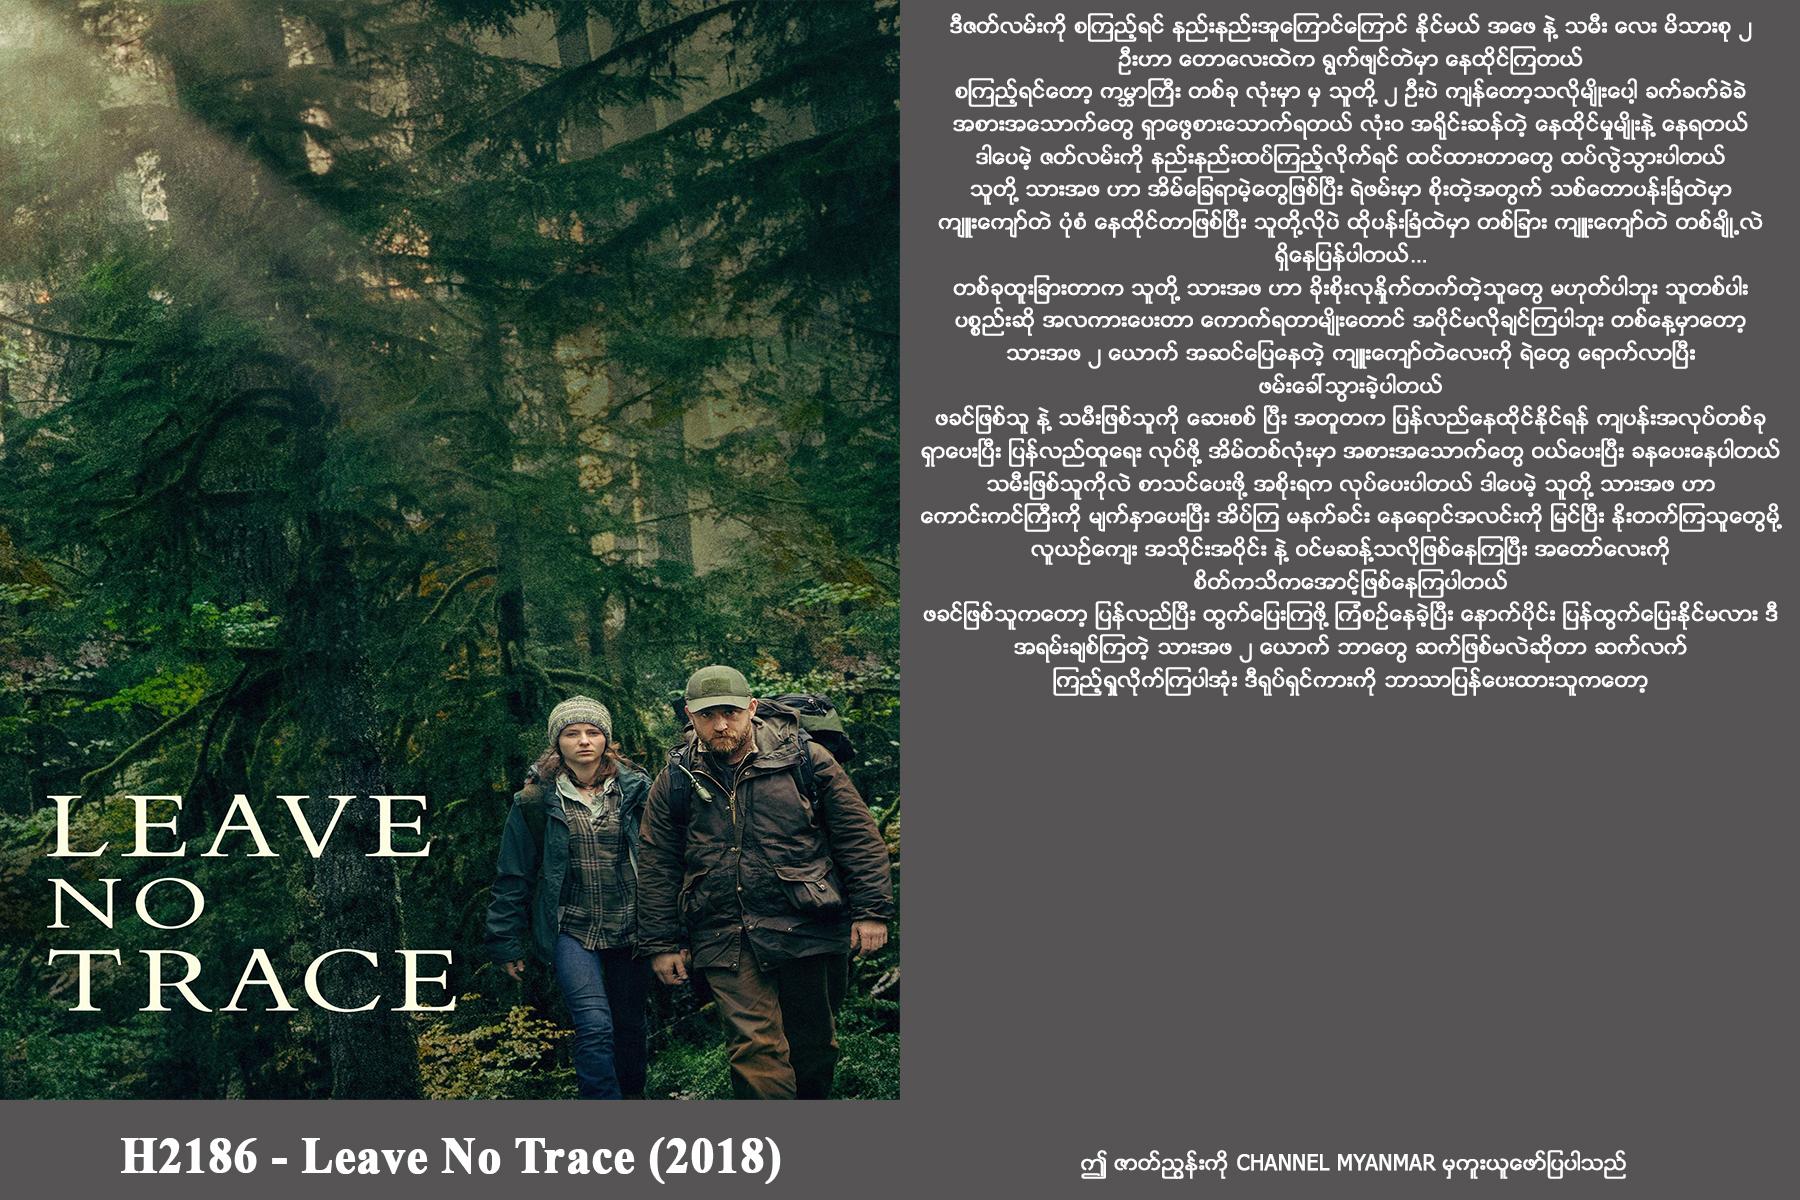 LEAVE
NO
TRACE
H2186 - Leave No Trace (2018)
ဒီဇတ်လမ်းကို စကြည့်ရင် နည်းနည်းအူကြောင်ကြောင် နိုင်မယ် အဖေ နဲ့ သမီး လေး မိသားစု ၂
ဦးဟာ တောလေးထဲက ရွက်ဖျင်တဲမှာ နေထိုင်ကြတယ်
စကြည့်ရင်တော့ ကမ္ဘာကြီး တစ်ခု လုံးမှာ မှ သူတို့ ၂ ဦးပဲ ကျန်တော့သလိုမျိုးပေါ့ ခက်ခက်ခဲခဲ
အစားအသောက်တွေ ရှာဖွေစားသောက်ရတယ် လုံးဝ အရိုင်းဆန်တဲ့ နေထိုင်မှုမျိုးနဲ့ နေရတယ်
ဒါပေမဲ့ ဇတ်လမ်းကို နည်းနည်းထပ်ကြည့်လိုက်ရင် ထင်ထားတာတွေ ထပ်လွဲသွားပါတယ်
သူတို့ သားအဖ ဟာ အိမ်ခြေရာမဲ့တွေဖြစ်ပြီး ရဲဖမ်းမှာ စိုးတဲ့အတွက် သစ်တောပန်းခြံထဲမှာ
ကျူးကျော်တဲ ပုံစံ နေထိုင်တာဖြစ်ပြီး သူတို့လိုပဲ ထိုပန်းခြံထဲမှာ တစ်ခြား ကျူးကျော်တဲ တစ်ချို့လဲ
ရှိနေပြန်ပါတယ်...
တစ်ခုထူးခြားတာက သူတို့ သားအဖ ဟာ ခိုးစိုးလုနှိုက်တက်တဲ့သူတွေ မဟုတ်ပါဘူး သူတစ်ပါး
ပစ္စည်းဆို အလကားပေးတာ ကောက်ရတာမျိုးတောင် အပိုင်မလိုချင်ကြပါဘူး တစ်နေ့မှာတော့
သားအဖ ၂ ယောက် အဆင်ပြေနေတဲ့ ကျူးကျော်တဲလေးကို ရဲတွေ ရောက်လာပြီး
ဖမ်းခေါ်သွားခဲ့ပါတယ်
ဖခင်ဖြစ်သူ နဲ့ သမီးဖြစ်သူကို ဆေးစစ် ပြီး အတူတက ပြန်လည်နေထိုင်နိုင်ရန် ကျပန်းအလုပ်တစ်ခု
ရှာပေးပြီး ပြန်လည်ထူရေး လုပ်ဖို့ အိမ်တစ်လုံးမှာ အစားအသောက်တွေ ဝယ်ပေးပြီး ခနပေးနေပါတယ်
သမီးဖြစ်သူကိုလဲ စာသင်ပေးဖို့ အစိုးရက လုပ်ပေးပါတယ် ဒါပေမဲ့ သူတို့ သားအဖ ဟာ
ကောင်းကင်ကြီးကို မျက်နှာပေးပြီး အိပ်ကြ မနက်ခင်း နေရောင်အလင်းကို မြင်ပြီး နိုးတက်ကြသူတွေမို့
လူယဉ်ကျေး အသိုင်းအဝိုင်း နဲ့ ဝင်မဆန့်သလိုဖြစ်နေကြပြီး အတော်လေးကို
စိတ်ကသိကအောင့်ဖြစ်နေကြပါတယ်
ဖခင်ဖြစ်သူကတော့ ပြန်လည်ပြီး ထွက်ပြေးကြဖို့ ကြံစဉ်နေခဲ့ပြီး နောက်ပိုင်း ပြန်ထွက်ပြေးနိုင်မလား ဒီ
အရမ်းချစ်ကြတဲ့ သားအဖ ၂ ယောက် ဘာတွေ ဆက်ဖြစ်မလဲဆိုတာ ဆက်လက်
ကြည့်ရှုလိုက်ကြပါအုံး ဒီရုပ်ရှင်ကားကို ဘာသာပြန်ပေးထားသူကတော့
ဤ ဇာတ်ညွှန်းကို CHANNEL MYANMAR မှကူးယူဖော်ပြပါသည်